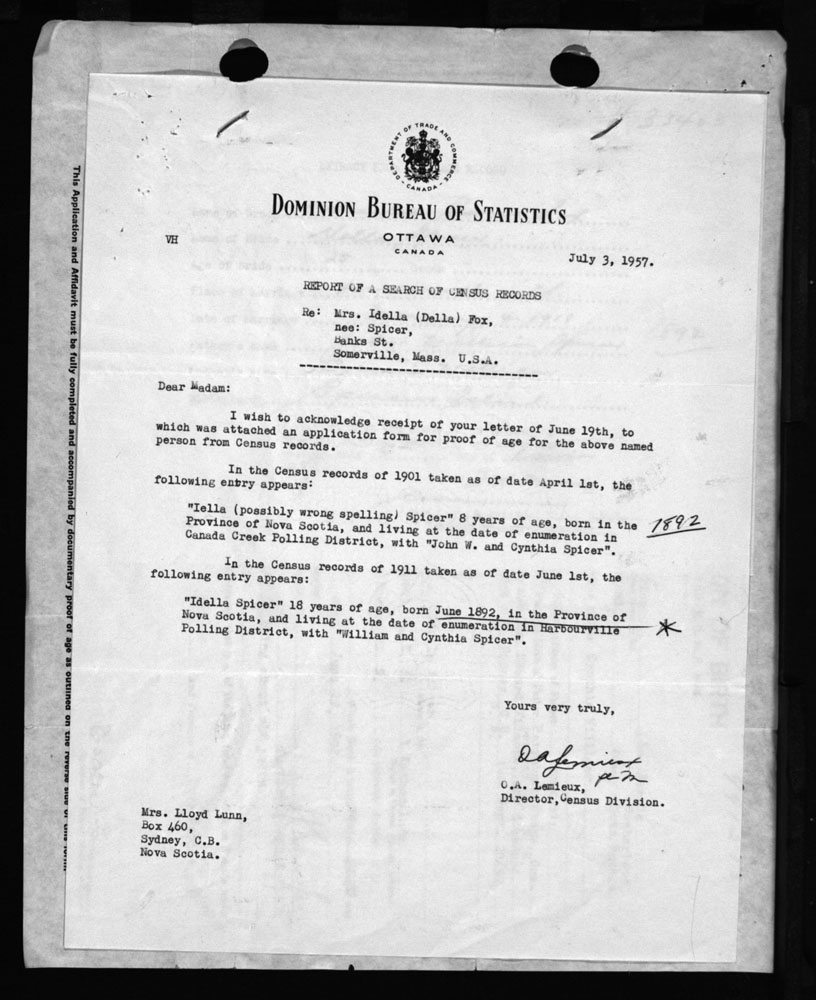 DEPARTMENT OF TRADE AND COMMERCE
CANADA
DOMINION BUREAU OF STATISTICS
OTTAWA
CANADA
VH
July 3, 1957.
REPORT OF A SEARCH OF CENSUS RECORDS
Re: Mrs. Idella (Della) Fox,
nee: Spicer,
Banks St.
Somerville, Mass. U.S.A.
Dear Madam:
I wish to acknowledge receipt of your letter of June 19th, to
which was attached an application form for proof of age for the above named
person from Census records.
In the Census records of 1901 taken as of date April 1st, the
following entry appears:
"Iella (possibly wrong spelling) Spicer" 8 years of age, born in the
Province of Nova Scotia, and living at the date of enumeration in
Canada Creek Polling District, with "John W. and Cynthia Spicer".
1892
In the Census records of 1911 taken as of date June 1st, the
following entry appears:
"Idella Spicer" 18 years of age, born June 1892, in the Province of
Nova Scotia, and living at the date of enumeration in Harbourville
Polling District, with "William and Cynthia Spicer".
Yours very truly,
O.A. Lemieux
O.A. Lemieux,
Director, Census Division.
Mrs. Lloyd Lunn,
Box 460,
Sydney, C.B.
Nova Scotia.
This Application and Affidavit must be fully completed and accompanied by documentary proof of age as outlined on the reverse side of this form